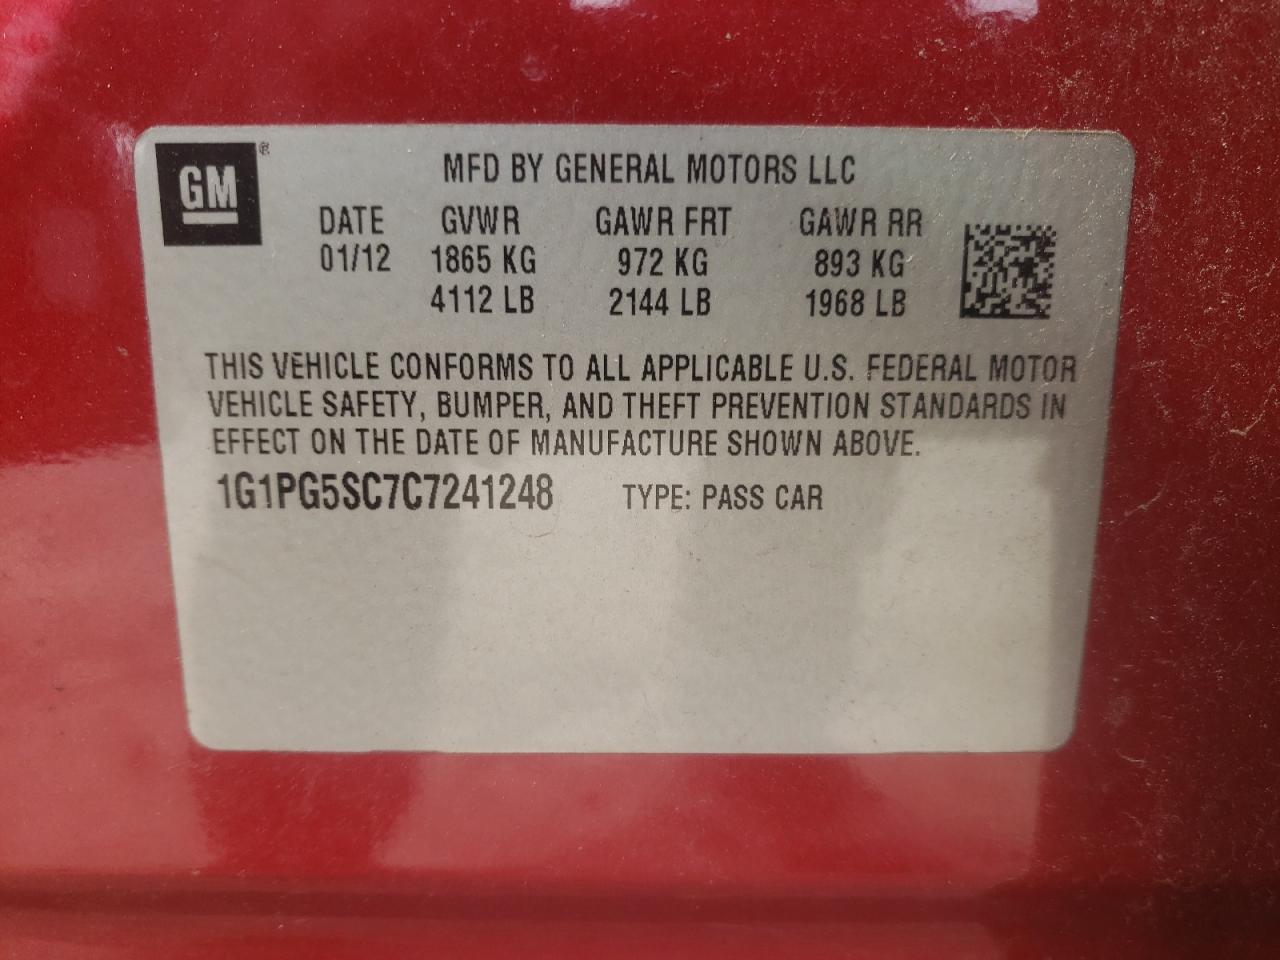 GM®
MFD BY GENERAL MOTORS LLC
DATE GVWR GAWR FRT GAWR RR
01/12 1865 KG 972 KG 893 KG
4112 LB 2144 LB 1968 LB
THIS VEHICLE CONFORMS TO ALL APPLICABLE U.S. FEDERAL MOTOR
VEHICLE SAFETY, BUMPER, AND THEFT PREVENTION STANDARDS IN
EFFECT ON THE DATE OF MANUFACTURE SHOWN ABOVE.
1G1PG5SC7C7241248 TYPE: PASS CAR